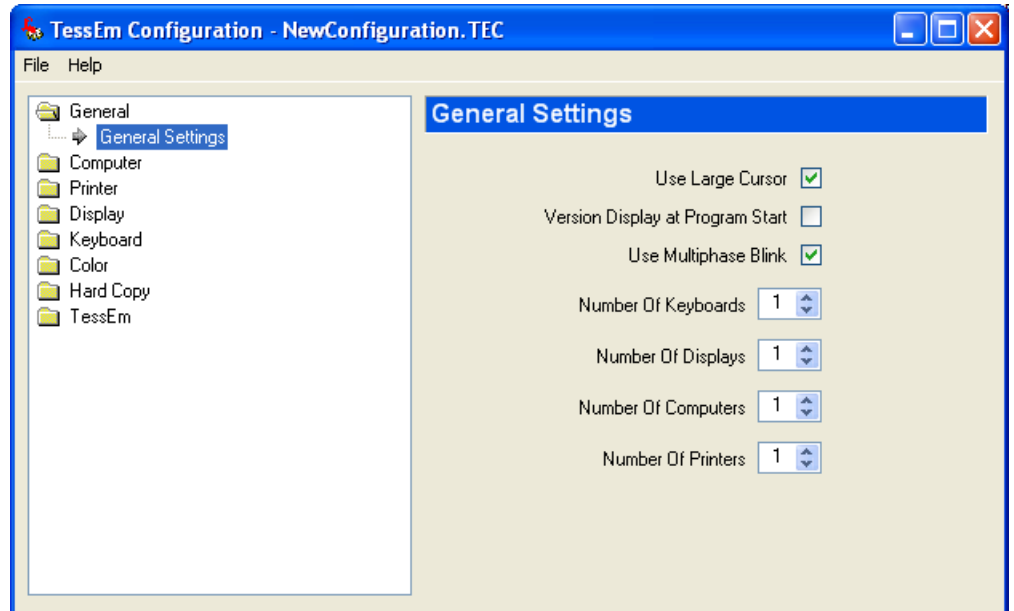 TessEm Configuration - NewConfiguration.TEC
File Help
General
General Settings
Computer
Printer
Display
Keyboard
Color
Hard Copy
TessEm
General Settings
Use Large Cursor
Version Display at Program Start
Use Multiphase Blink
Number Of Keyboards 1
Number Of Displays 1
Number Of Computers 1
Number Of Printers 1